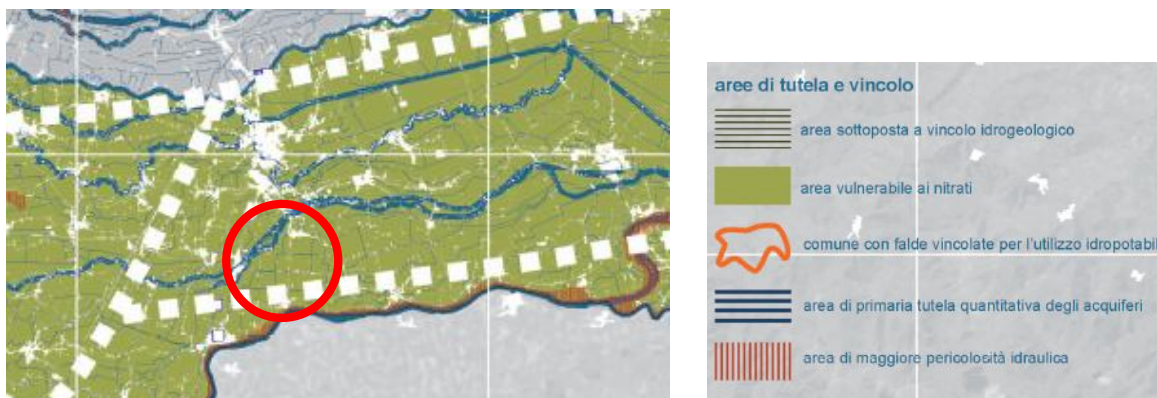 aree di tutela e vincolo
area sottoposta a vincolo idrogeologico
area vulnerabile ai nitrati
comune con falde vincolate per l'utilizzo idropotabil
area di primaria tutela quantitativa degli acquiferi
area di maggiore pericolosità idraulica